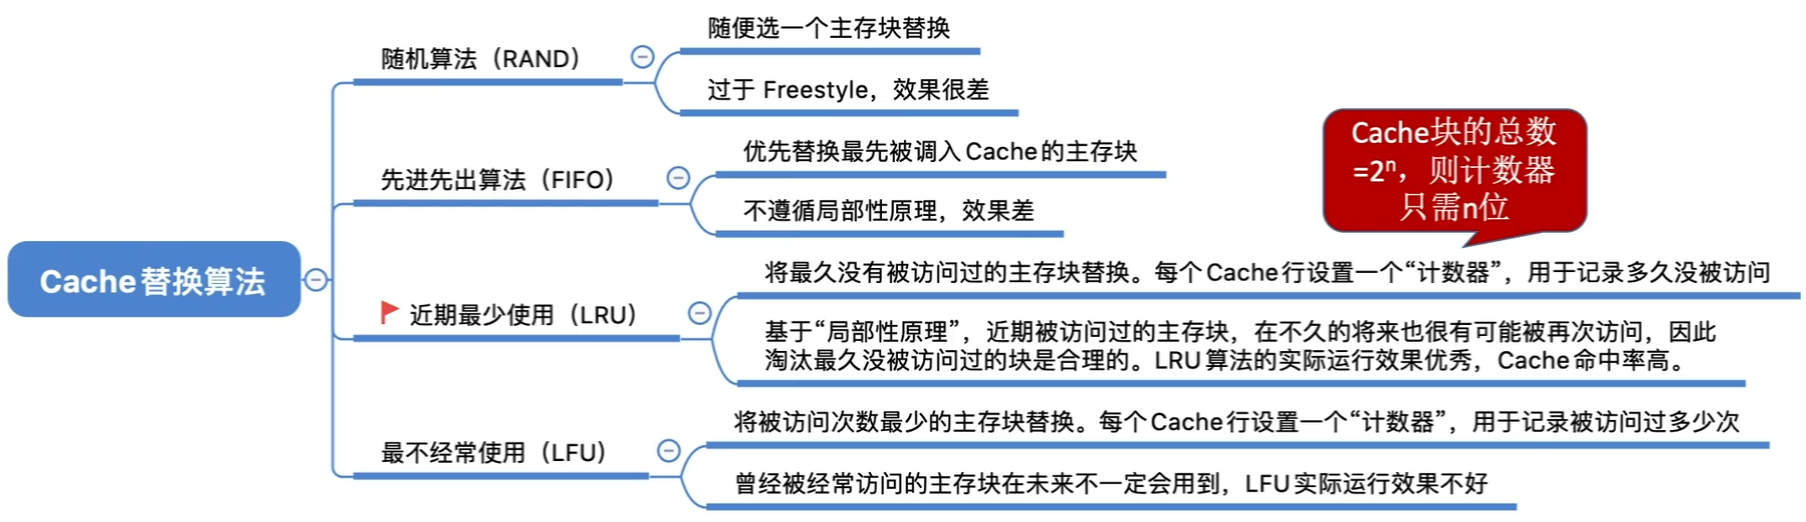 Cache替换算法
随机算法（RAND）
随便选一个主存块替换
过于 Freestyle，效果很差
先进先出算法（FIFO）
优先替换最先被调入Cache的主存块
不遵循局部性原理，效果差
Cache块的总数
=2ⁿ，则计数器
只需n位
近期最少使用（LRU）
将最久没有被访问过的主存块替换。每个Cache行设置一个“计数器”，用于记录多久没被访问
基于“局部性原理”，近期被访问过的主存块，在不久的将来也很有可能被再次访问，因此
淘汰最久没被访问过的块是合理的。LRU算法的实际运行效果优秀，Cache命中率高。
最不经常使用（LFU）
将被访问次数最少的主存块替换。每个Cache行设置一个“计数器”，用于记录被访问过多少次
曾经被经常访问的主存块在未来不一定会用到，LFU实际运行效果不好